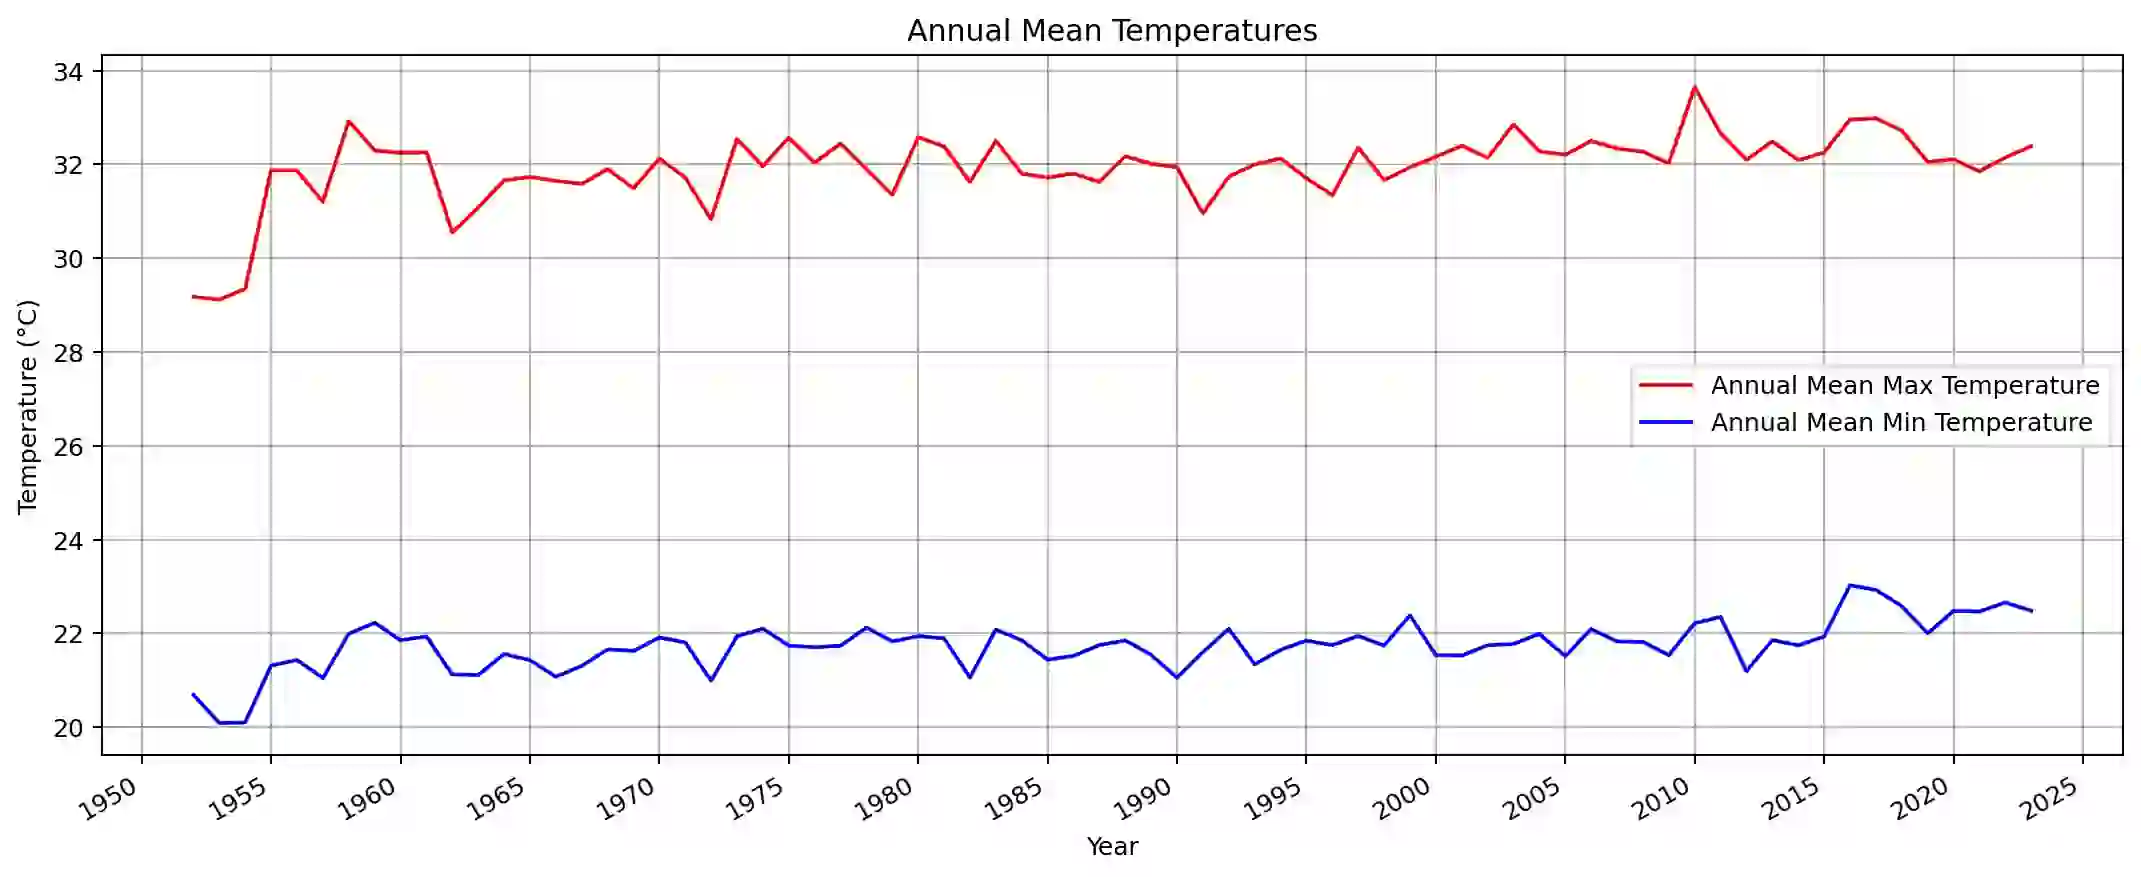 Annual Mean Temperatures
34
32
30
28
26
24
22
20
Temperature (°C)
Annual Mean Max Temperature
Annual Mean Min Temperature
1950 1955 1960 1965 1970 1975 1980 1985 1990 1995 2000 2005 2010 2015 2020 2025
Year